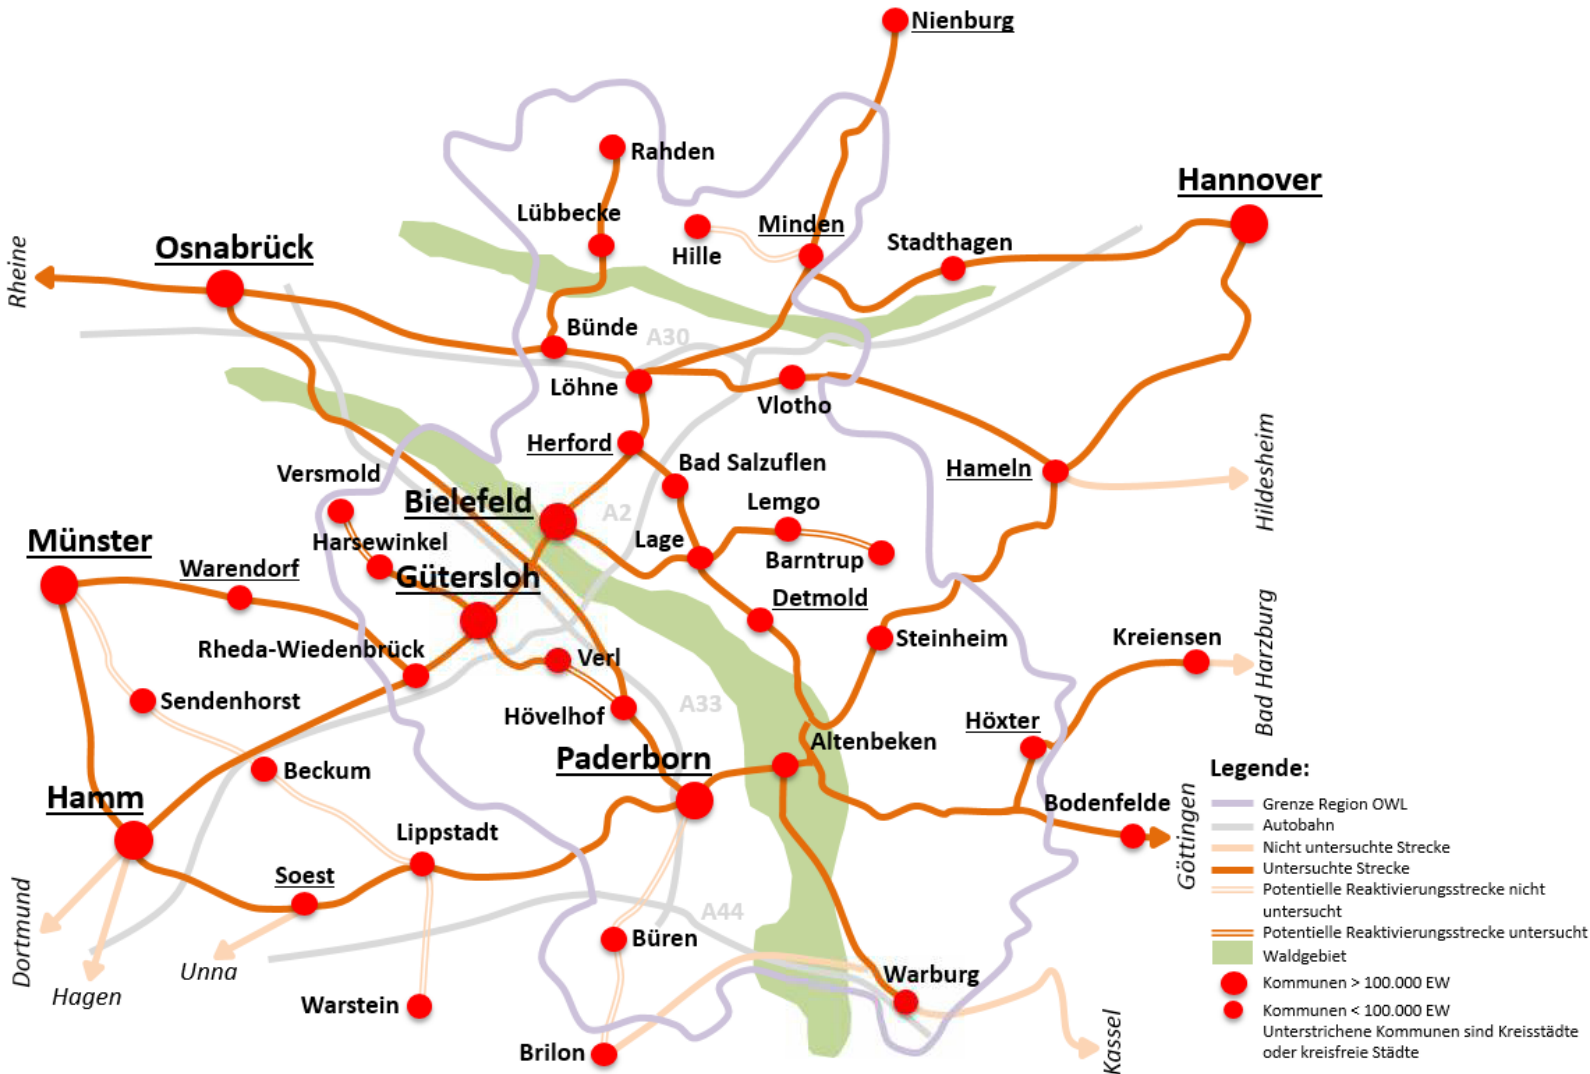 Nienburg
Rahden
Hannover
Lübbecke
Minden
Stadthagen
Hille
Osnabrück
Rheine
Bünde
A30
Löhne
Vlotho
Herford
Bad Salzuflen
Hameln
Hildesheim
Versmold
Bielefeld
Lemgo
A2
Harsewinkel
Lage
Barntrup
Münster
Warendorf
Gütersloh
Detmold
Steinheim
Kreiensen
Rheda-Wiedenbrück
Verl
Bad Harzburg
Sendenhorst
A33
Hövelhof
Höxter
Altenbeken
Paderborn
Beckum
Hamm
Bodenfelde
Göttingen
Lippstadt
Soest
A44
Dortmund
Büren
Unna
Hagen
Warburg
Warstein
Brilon
Kassel
Legende:
Grenze Region OWL
Autobahn
Nicht untersuchte Strecke
Untersuchte Strecke
Potentielle Reaktivierungsstrecke nicht
untersucht
Potentielle Reaktivierungsstrecke untersucht
Waldgebiet
Kommunen > 100.000 EW
Kommunen < 100.000 EW
Unterstrichene Kommunen sind Kreisstädte
oder kreisfreie Städte